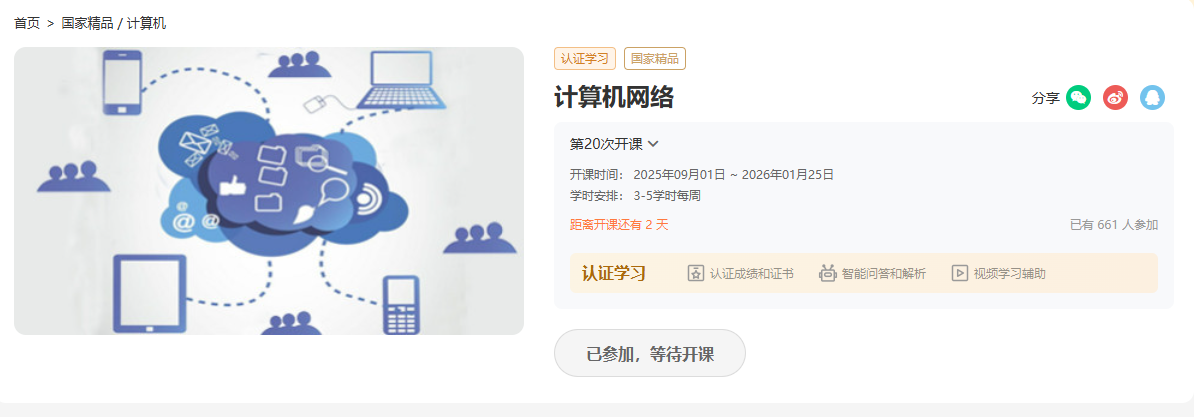 首页 > 国家精品 / 计算机
认证学习 国家精品
计算机网络
分享
第20次开课
开课时间： 2025年09月01日 ~ 2026年01月25日
学时安排： 3-5学时每周
距离开课还有 2 天
已有 661 人参加
认证学习 认证成绩和证书 智能问答和解析 视频学习辅助
已参加，等待开课